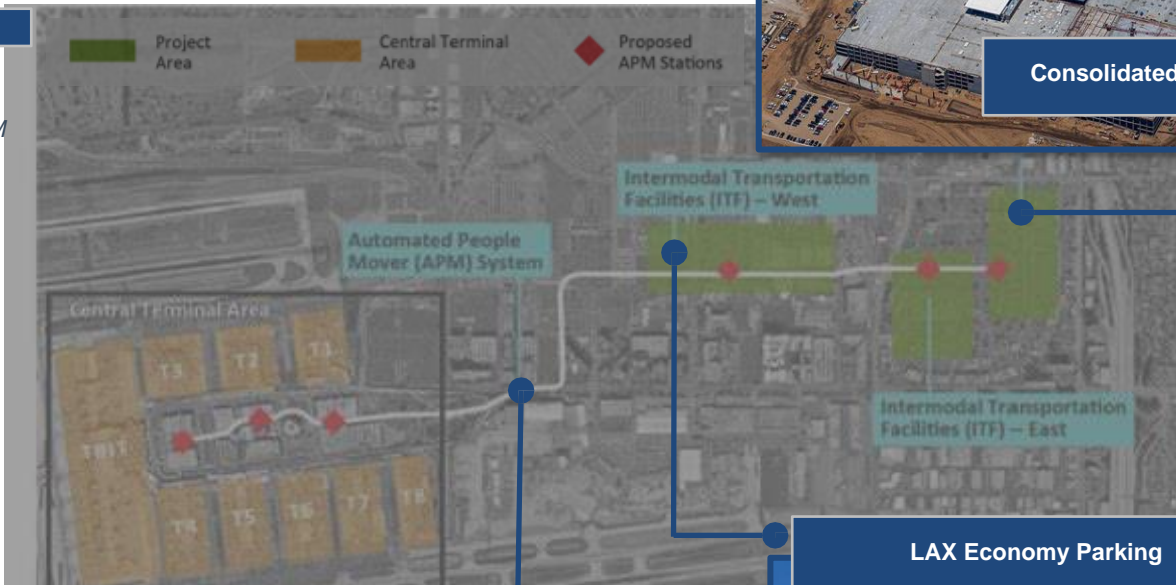 Project
Area
Central Terminal
Area
Proposed
APM Stations
Consolidated
M
Intermodal Transportation
Facilities (ITF) – West
Automated People
Mover (APM) System
Central Terminal Area
T3
T2
T1
TBIT
T4
T5
T6
T7
T8
Intermodal Transportation
Facilities (ITF) – East
LAX Economy Parking